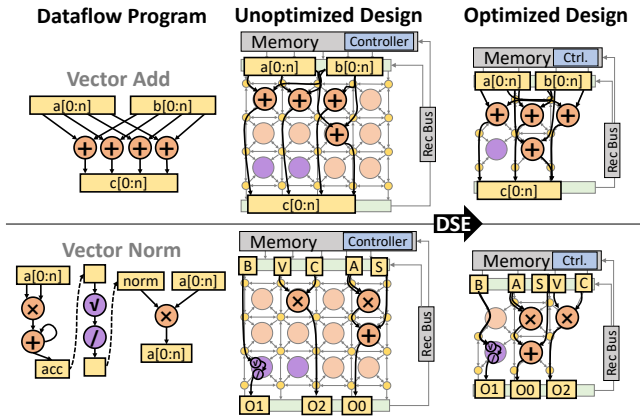 Dataflow Program
Unoptimized Design
Optimized Design
Vector Add
a[0:n]
b[0:n]
+
+
+
+
c[0:n]
Memory
Controller
a[0:n]
b[0:n]
+
+
+
+
c[0:n]
Rec Bus
Memory
Ctrl.
a[0:n]
b[0:n]
+
+
+
+
c[0:n]
Rec Bus
DSE
Vector Norm
a[0:n]
×
+
acc
√
/
norm
a[0:n]
×
a[0:n]
Memory
Controller
B
V
C
A
S
×
×
+
√
/
O1
O2
O0
Rec Bus
Memory
Ctrl.
B
A
S
V
C
×
×
+
√
/
O1
O0
O2
Rec Bus